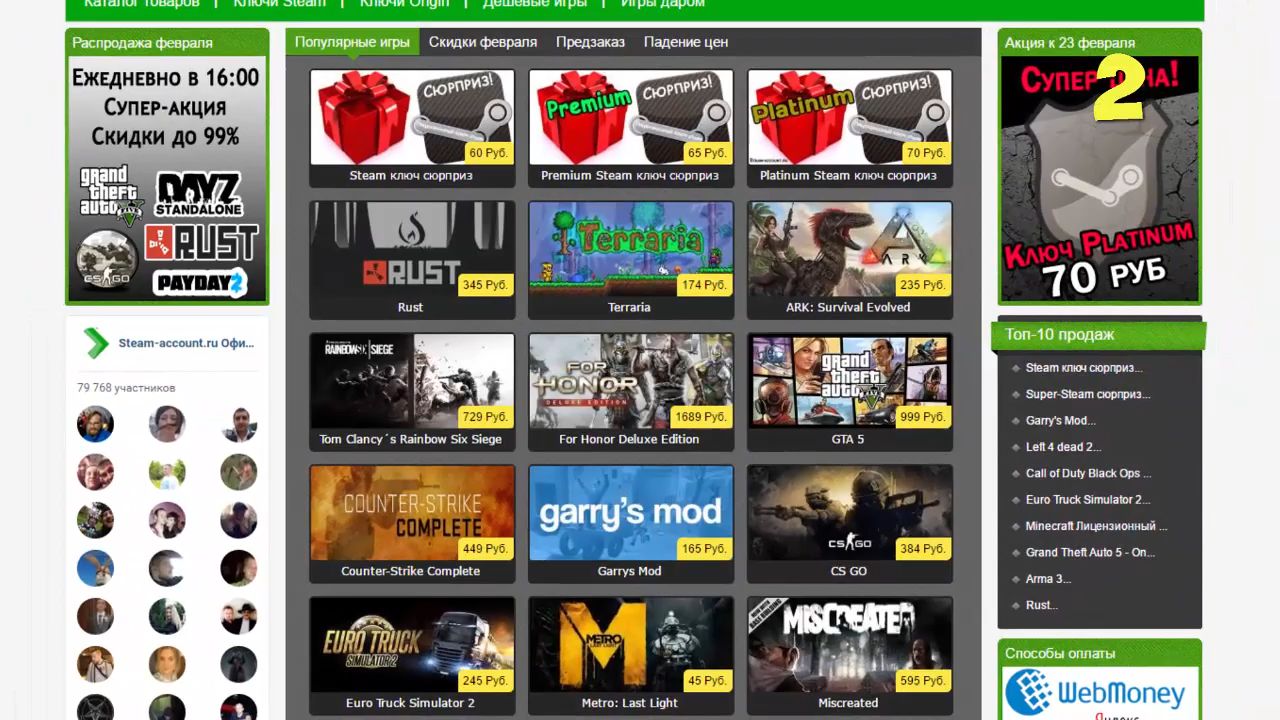 Каталог товаров | Ключи Steam | Ключи Origin | Дешевые игры | Игры даром
Распродажа февраля
Ежедневно в 16:00
Супер-акция
Скидки до 99%
grand
theft
auto V
DAYZ
STANDALONE
CS GO
RUST
PAYDAY 2
Steam-account.ru Офи...
79 768 участников
Популярные игры
Скидки февраля
Предзаказ
Падение цен
СЮРПРИЗ!
60 Руб.
Steam ключ сюрприз
Premium
СЮРПРИЗ!
65 Руб.
Premium Steam ключ сюрприз
Platinum
СЮРПРИЗ!
70 Руб.
Platinum Steam ключ сюрприз
RUST
345 Руб.
Rust
Terraria
174 Руб.
Terraria
ARK
235 Руб.
ARK: Survival Evolved
RAINBOW SIX SIEGE
729 Руб.
Tom Clancy´s Rainbow Six Siege
FOR
HONOR
DELUXE EDITION
1689 Руб.
For Honor Deluxe Edition
grand
theft
auto V
999 Руб.
GTA 5
COUNTER-STRIKE
COMPLETE
449 Руб.
Counter-Strike Complete
garry's mod
165 Руб.
Garrys Mod
CS GO
384 Руб.
CS GO
EURO TRUCK
SIMULATOR 2
245 Руб.
Euro Truck Simulator 2
METRO
LAST LIGHT
45 Руб.
Metro: Last Light
MISCREATED
595 Руб.
Miscreated
Акция к 23 февраля
2
Ключ Platinum
70 РУБ
Топ-10 продаж
Steam ключ сюрприз...
Super-Steam сюрприз...
Garry's Mod...
Left 4 dead 2...
Call of Duty Black Ops ...
Euro Truck Simulator 2...
Minecraft Лицензионный ...
Grand Theft Auto 5 - On...
Arma 3...
Rust...
Способы оплаты
WebMoney